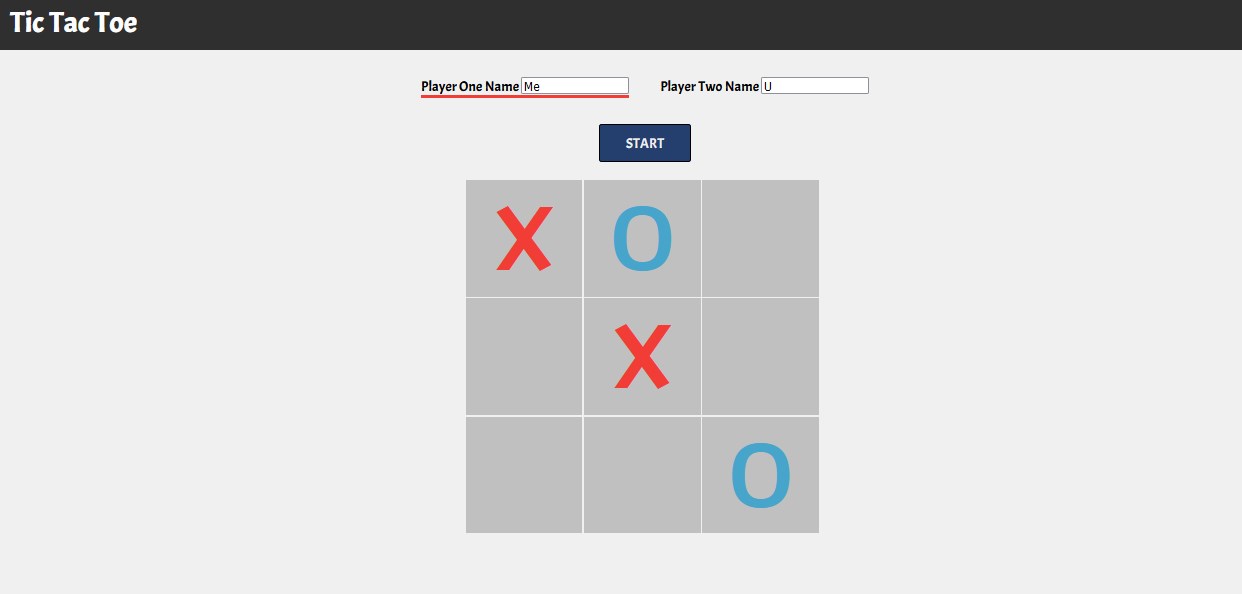 Tic Tac Toe
Player One Name Me Player Two Name U
START
X O
X
O